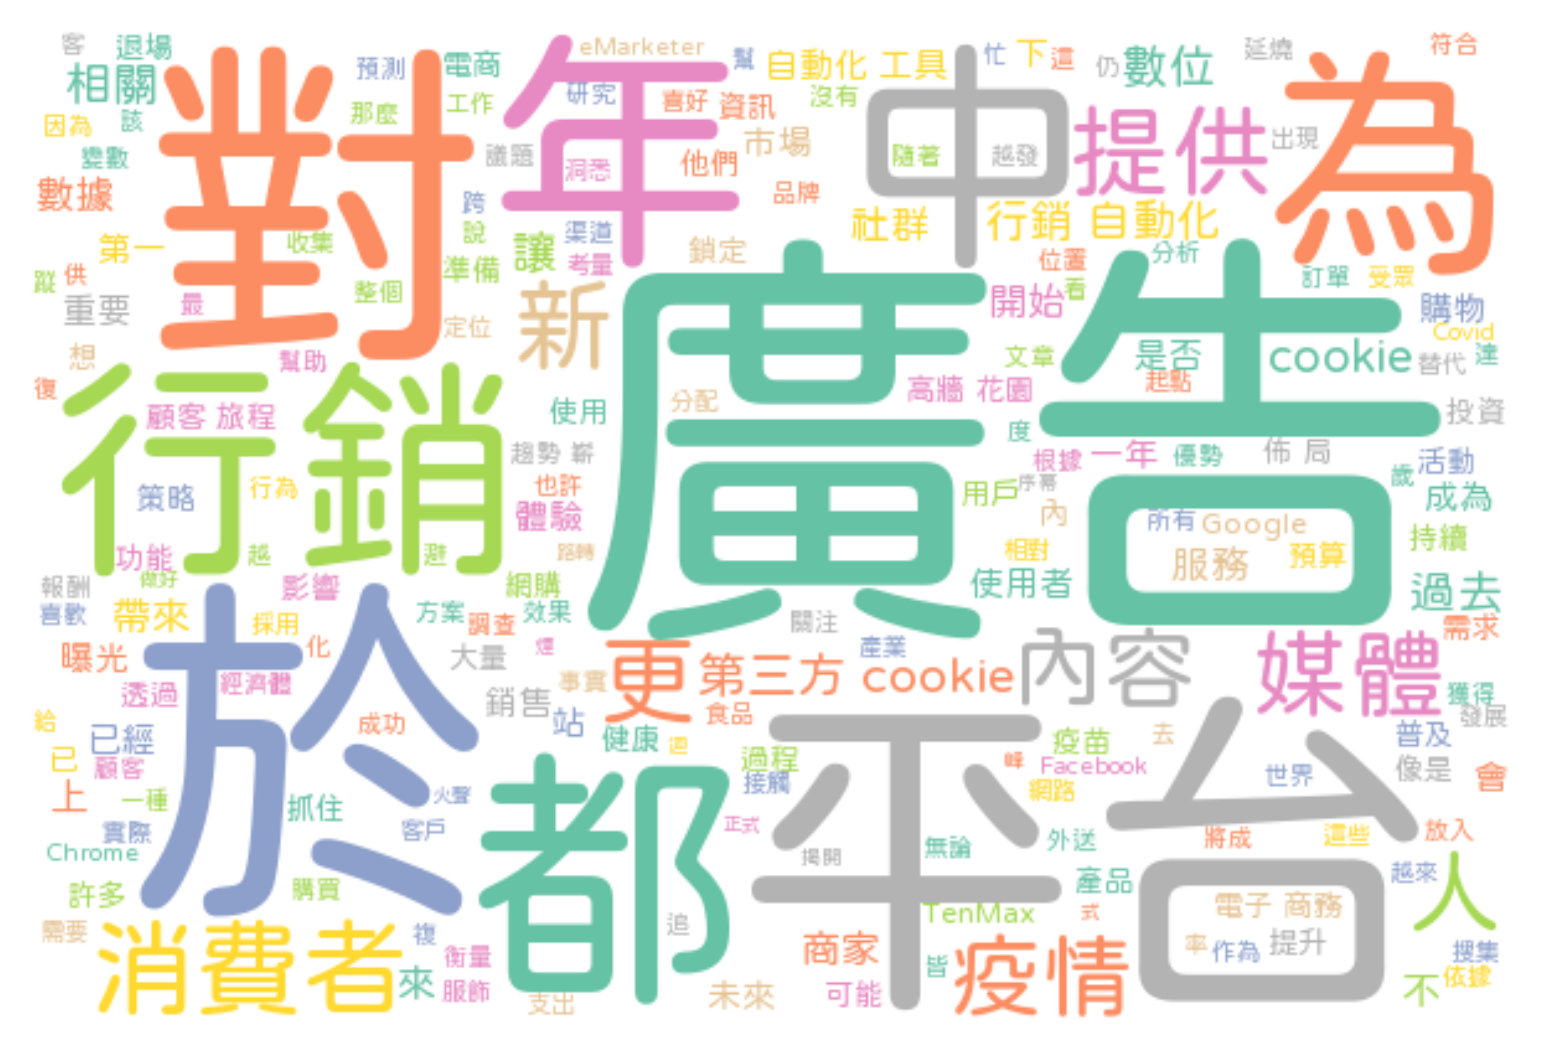 客
退場
相關
因為
該
變數
數據
第一
蹤
供
重要
最
想
復
對
預測
電商
那麼
工作
收集
整個
準備
定位
幫助
年
eMarketer
研究
幫
喜好
資訊
議題
洞悉
他們
市場
品牌
跨
說
渠道
讓
考量
鎖定
自動化 工具
沒有
忙
下
這
仍
數位
延燒
符合
中
隨著
越發
提供
出現
為
社群
行銷 自動化
位置
看
分析
訂單
受眾
購物
Covid
開始
新
廣告
文章
是否
cookie
替代
達
起點
高牆 花園
分配
使用
投資
度
根據
一年
優勢
佈 局
歲
活動
成為
用戶
序幕
內
所有
Google
持續
相對
服務
預算
使用者
過去
行銷
顧客 旅程
趨勢 嶄
策略
行為
也許
體驗
功能
越
避
路轉
報酬
做好
影響
網購
喜歡
帶來
採用
方案
調查
效果
關注
產業
需求
曝光
化
大量
煙
更
第三方 cookie
內容
媒體
透過
經濟體
銷售
事實
食品
獲得
發展
給
已經
成功
站
健康
迴
過程
疫苗
去
普及
已
顧客
接觸
峰
Facebook
世界
像是
會
上
一種
抓住
火聲
網路
實際
客戶
正式
於
都
平台
Chrome
揭開
無論
外送
將成
這些
放入
許多
購買
產品
越來
人
TenMax
式
電子 商務
需要
消費者
複
追
商家
疫情
率
作為
提升
搜集
衡量
來
服飾
支出
未來
可能
皆
不
依據